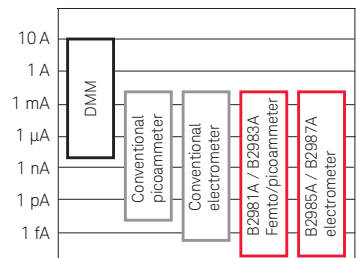 10 A
1 A
1 mA
1 µA
1 nA
1 pA
1 fA
DMM
Conventional
picoammeter
Conventional
electrometer
B2981A / B2983A
Femto/picoammeter
B2985A / B2987A
electrometer